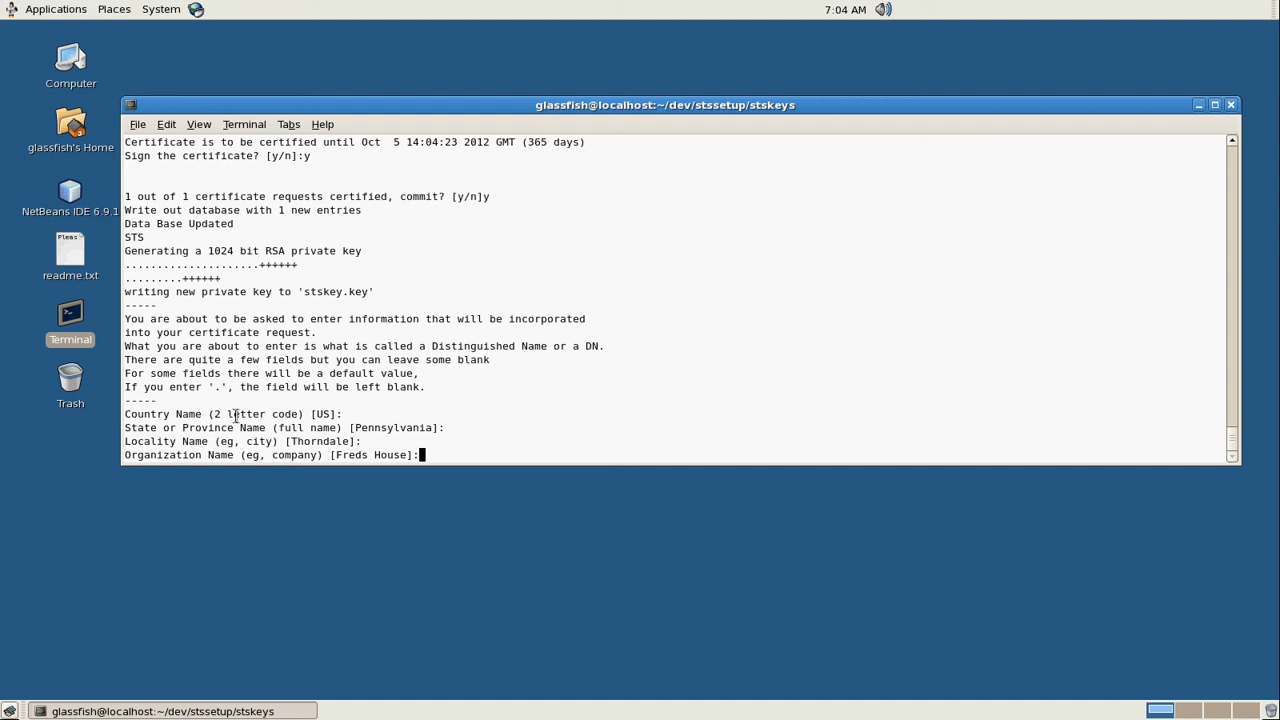 Applications Places System
7:04 AM
Computer
glassfish's Home
NetBeans IDE 6.9.1
Pleas
readme.txt
Terminal
Trash
glassfish@localhost:~/dev/stssetup/stskeys
File Edit View Terminal Tabs Help
Certificate is to be certified until Oct  5 14:04:23 2012 GMT (365 days)
Sign the certificate? [y/n]:y
1 out of 1 certificate requests certified, commit? [y/n]y
Write out database with 1 new entries
Data Base Updated
STS
Generating a 1024 bit RSA private key
.....................++++++
.........++++++
writing new private key to 'stskey.key'
-----
You are about to be asked to enter information that will be incorporated
into your certificate request.
What you are about to enter is what is called a Distinguished Name or a DN.
There are quite a few fields but you can leave some blank
For some fields there will be a default value,
If you enter '.', the field will be left blank.
-----
Country Name (2 letter code) [US]:
State or Province Name (full name) [Pennsylvania]:
Locality Name (eg, city) [Thorndale]:
Organization Name (eg, company) [Freds House]:
glassfish@localhost:~/dev/stssetup/stskeys